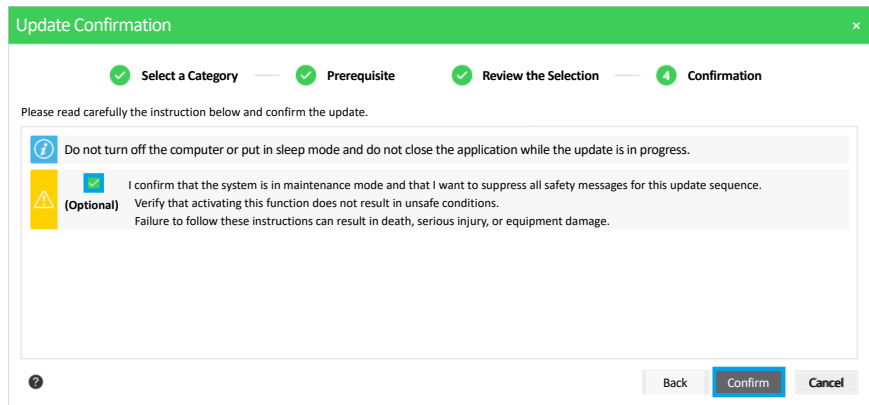 Update Confirmation ×
Select a Category Prerequisite Review the Selection 4 Confirmation
Please read carefully the instruction below and confirm the update.
i Do not turn off the computer or put in sleep mode and do not close the application while the update is in progress.
I confirm that the system is in maintenance mode and that I want to suppress all safety messages for this update sequence.
(Optional) Verify that activating this function does not result in unsafe conditions.
Failure to follow these instructions can result in death, serious injury, or equipment damage.
? Back Confirm Cancel